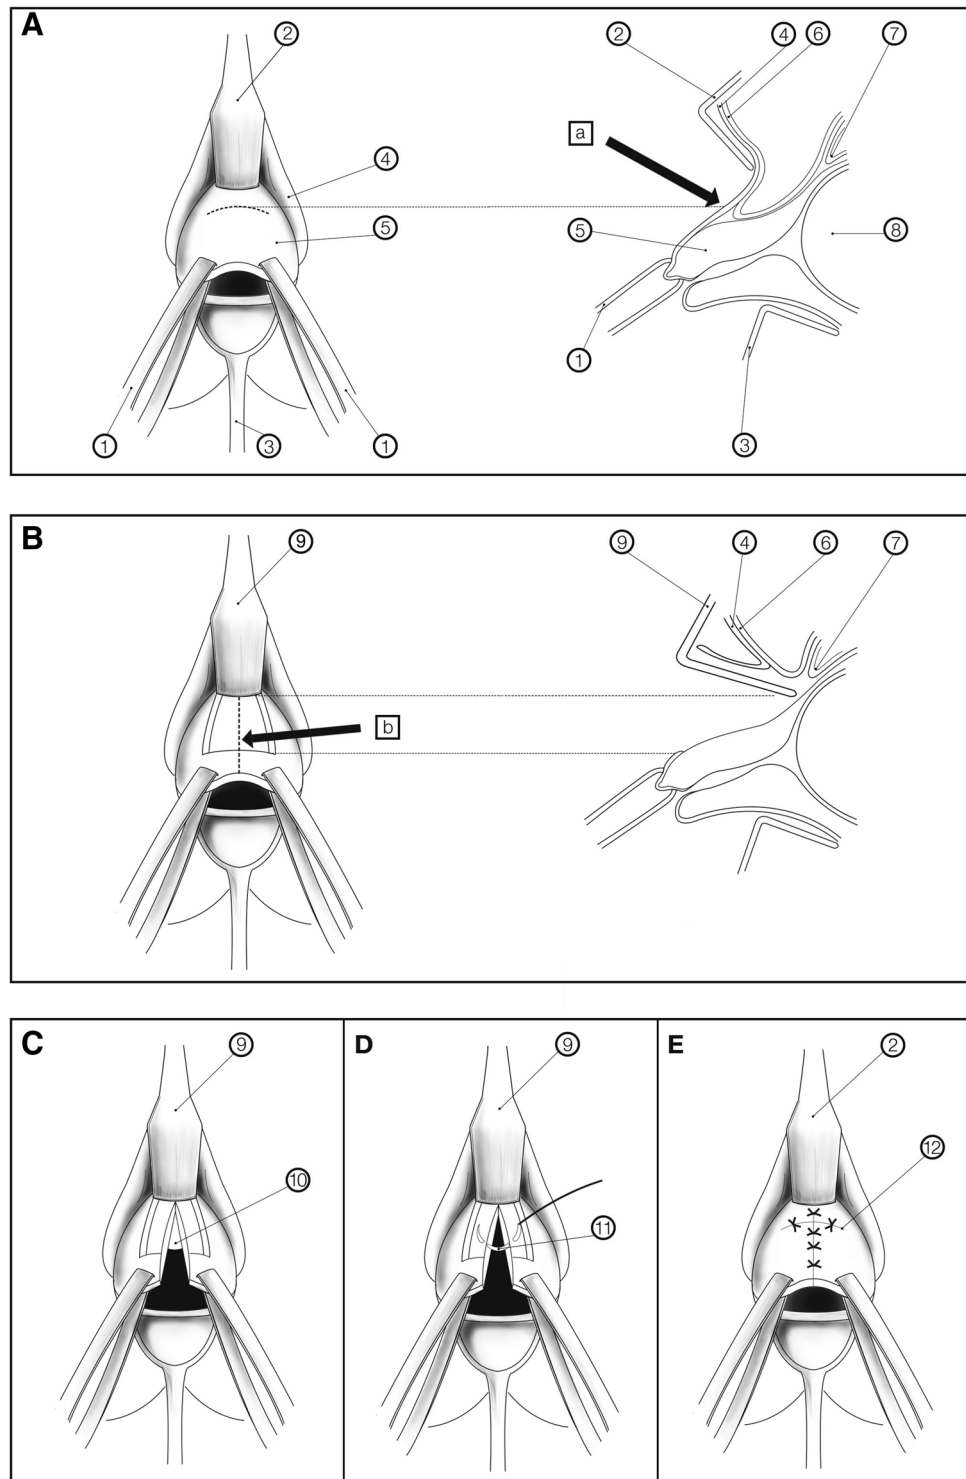 A
② ② ④ ⑥ ⑦
a
④
⑤ ⑤ ⑧
①
① ③ ① ③
B
⑨ ⑨ ④ ⑥ ⑦
b
C ⑨ D ⑨ E ②
⑩ ⑫
⑪